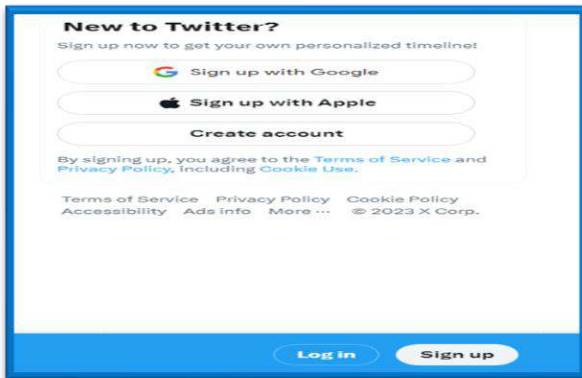 New to Twitter?
Sign up now to get your own personalized timeline!
Sign up with Google
Sign up with Apple
Create account
By signing up, you agree to the Terms of Service and
Privacy Policy, including Cookie Use.
Terms of Service Privacy Policy Cookie Policy
Accessibility Ads info More ··· © 2023 X Corp.
Log in Sign up